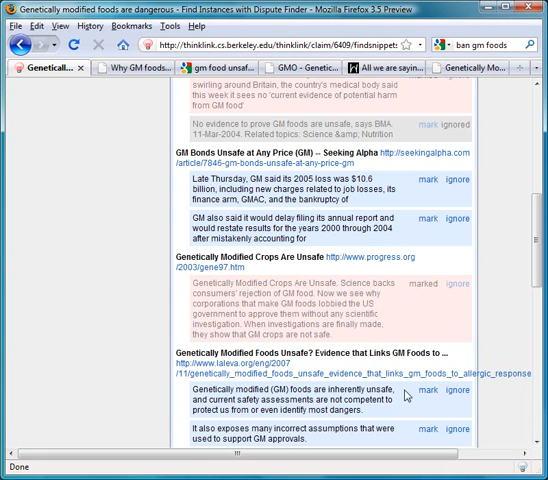 Genetically modified foods are dangerous - Find Instances with Dispute Finder - Mozilla Firefox 3.5 Preview
File Edit View History Bookmarks Tools Help
http://thinklink.cs.berkeley.edu/thinklink/claim/6409/findsnippets ban gm foods
Genetically... Why GM foods... gm food unsaf... GMO - Genetic... All we are sayin... Genetically Mo...
swirling around Britain, the country's medical body said
this week it sees no 'current evidence of potential harm
from GM food'
No evidence to prove GM foods are unsafe, says BMA. mark ignored
11-Mar-2004. Related topics: Science &amp; Nutrition
GM Bonds Unsafe at Any Price (GM) -- Seeking Alpha http://seekingalpha.com
/article/7846-gm-bonds-unsafe-at-any-price-gm
Late Thursday, GM said its 2005 loss was $10.6 mark ignore
billion, including new charges related to job losses, its
finance arm, GMAC, and the bankruptcy of
GM also said it would delay filing its annual report and mark ignore
would restate results for the years 2000 through 2004
after mistakenly accounting for
Genetically Modified Crops Are Unsafe http://www.progress.org
/2003/gene97.htm
Genetically Modified Crops Are Unsafe. Science backs marked ignore
consumers' rejection of GM food. Now we see why
corporations that make GM foods lobbied the US
government to approve them without any scientific
investigation. When investigations are finally made,
they show that GM crops are not safe.
Genetically Modified Foods Unsafe? Evidence that Links GM Foods to ...
http://www.laleva.org/eng/2007
/11/genetically_modified_foods_unsafe_evidence_that_links_gm_foods_to_allergic_response
Genetically modified (GM) foods are inherently unsafe, mark ignore
and current safety assessments are not competent to
protect us from or even identify most dangers.
It also exposes many incorrect assumptions that were mark ignore
used to support GM approvals.
Done